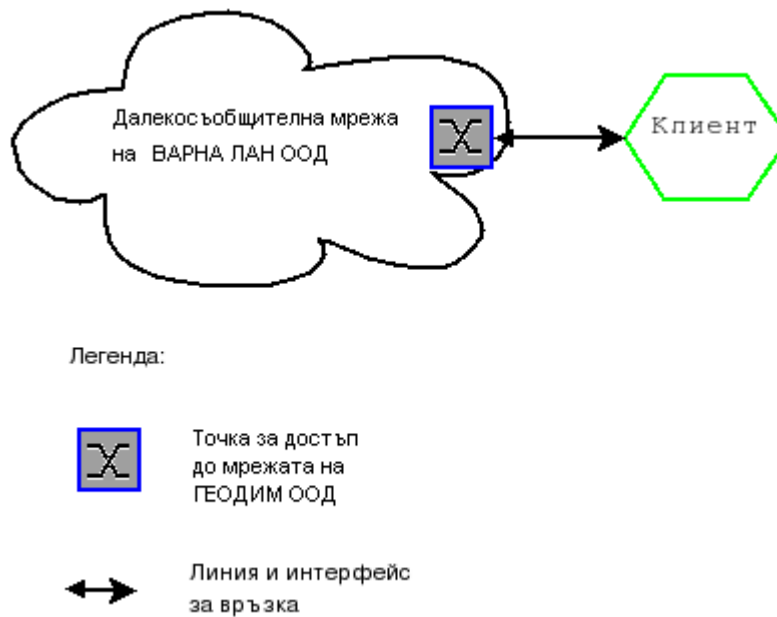 Далекосъобщителна мрежа
на ВАРНА ЛАН ООД
Клиент
Легенда:
Точка за достъп
до мрежата на
ГЕОДИМ ООД
Линия и интерфейс
за връзка